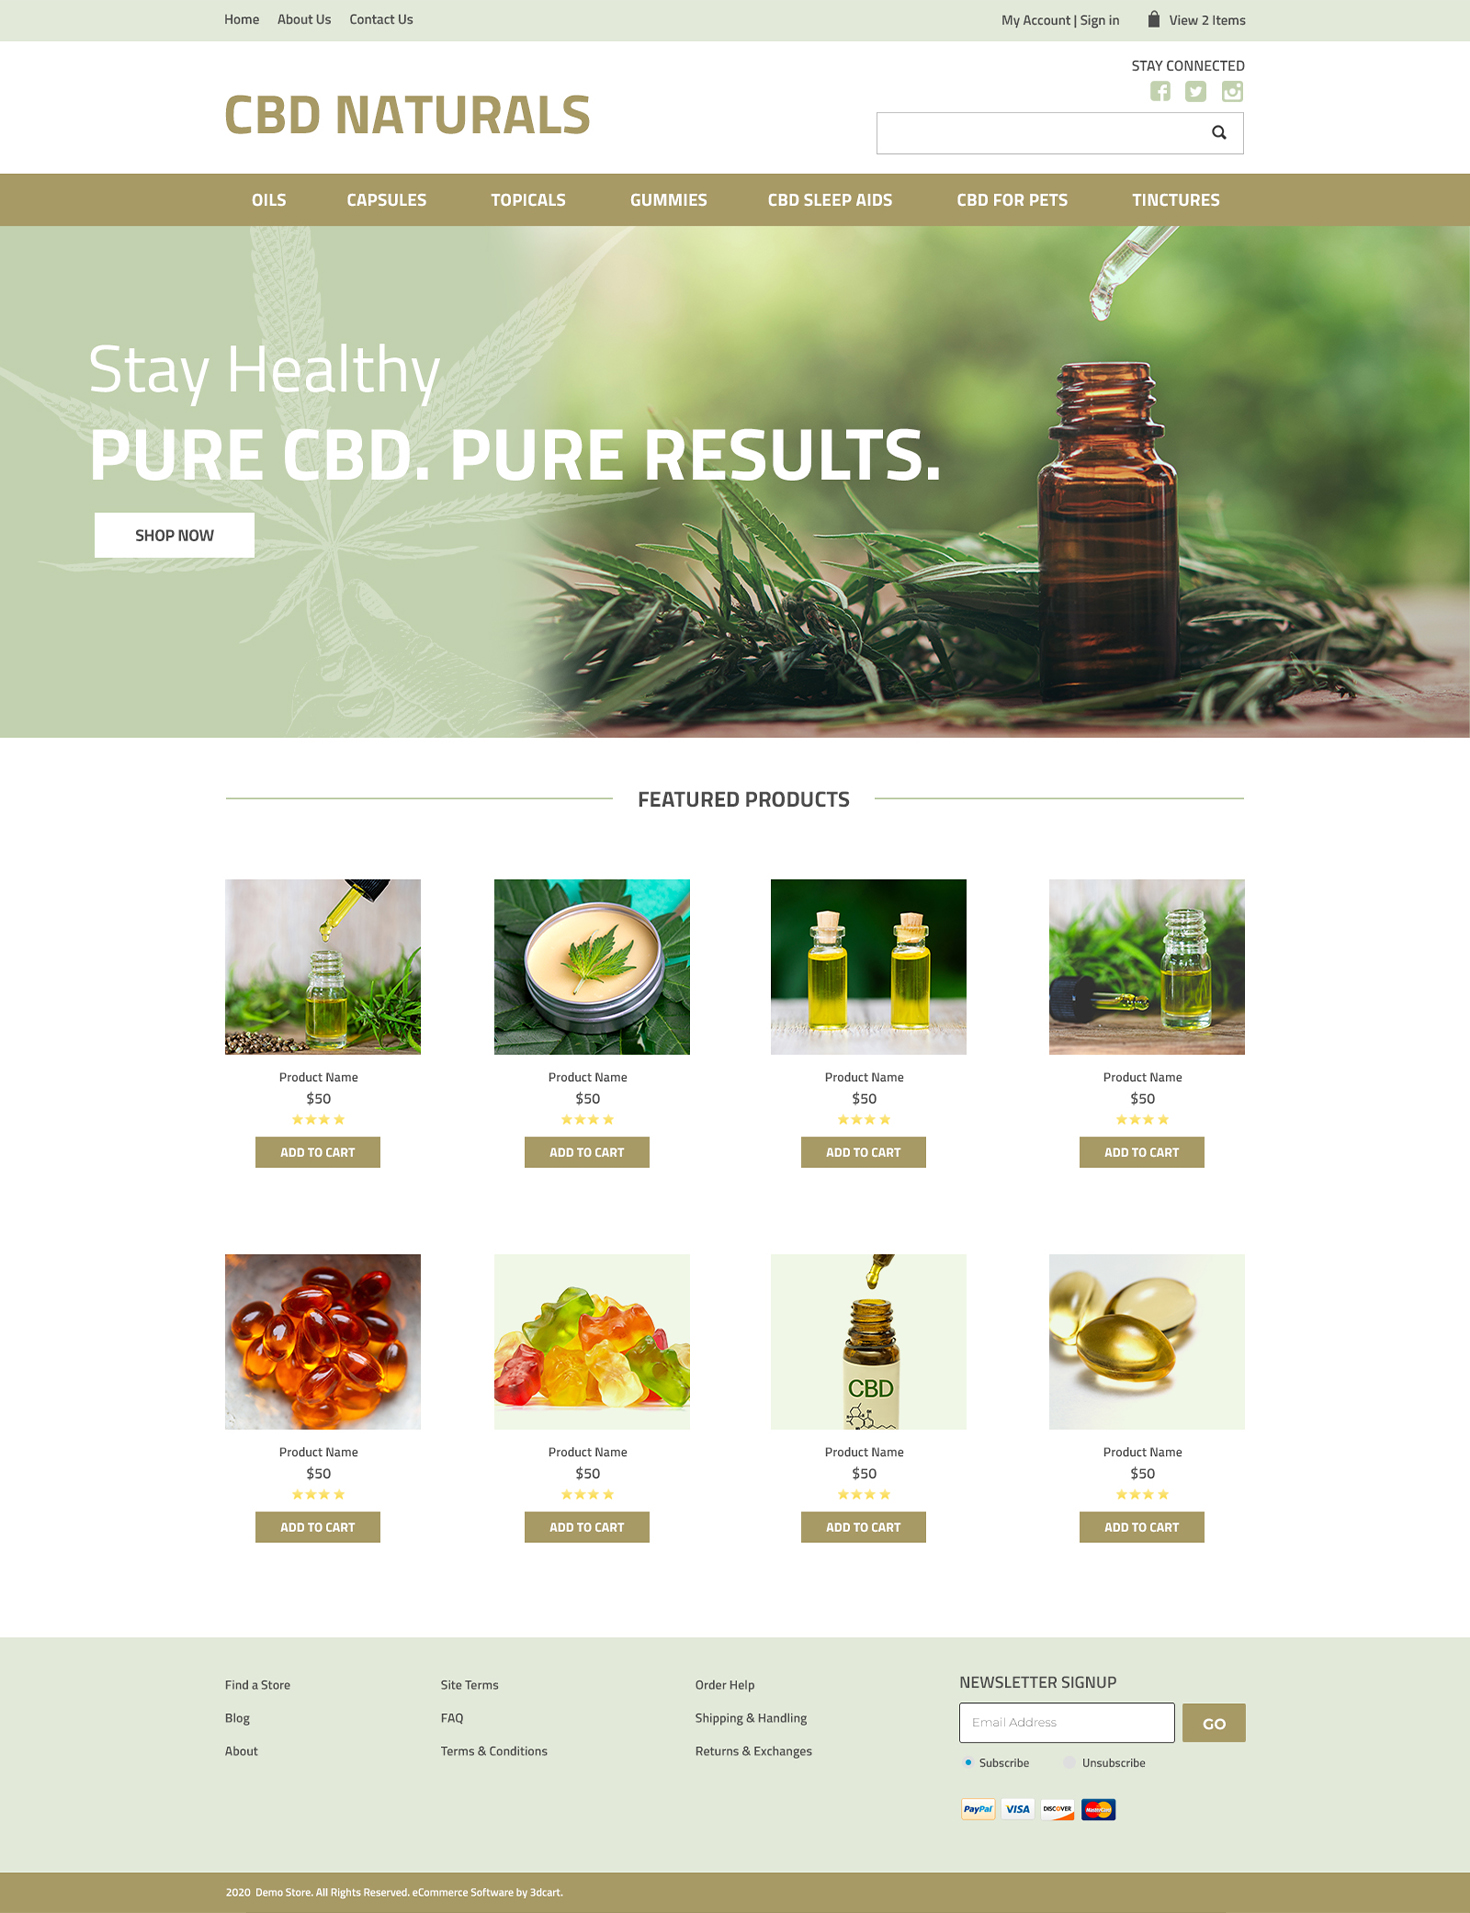 Home About Us Contact Us
My Account | Sign in View 2 Items
STAY CONNECTED
CBD NATURALS
OILS CAPSULES TOPICALS GUMMIES CBD SLEEP AIDS CBD FOR PETS TINCTURES
Stay Healthy
PURE CBD. PURE RESULTS.
SHOP NOW
FEATURED PRODUCTS
Product Name Product Name Product Name Product Name
$50 $50 $50 $50
ADD TO CART ADD TO CART ADD TO CART ADD TO CART
CBD
Product Name Product Name Product Name Product Name
$50 $50 $50 $50
ADD TO CART ADD TO CART ADD TO CART ADD TO CART
Find a Store Site Terms Order Help
Blog FAQ Shipping & Handling
About Terms & Conditions Returns & Exchanges
NEWSLETTER SIGNUP
Email Address GO
Subscribe Unsubscribe
PayPal VISA DISCOVER MasterCard
2020 Demo Store. All Rights Reserved. eCommerce Software by 3dcart.